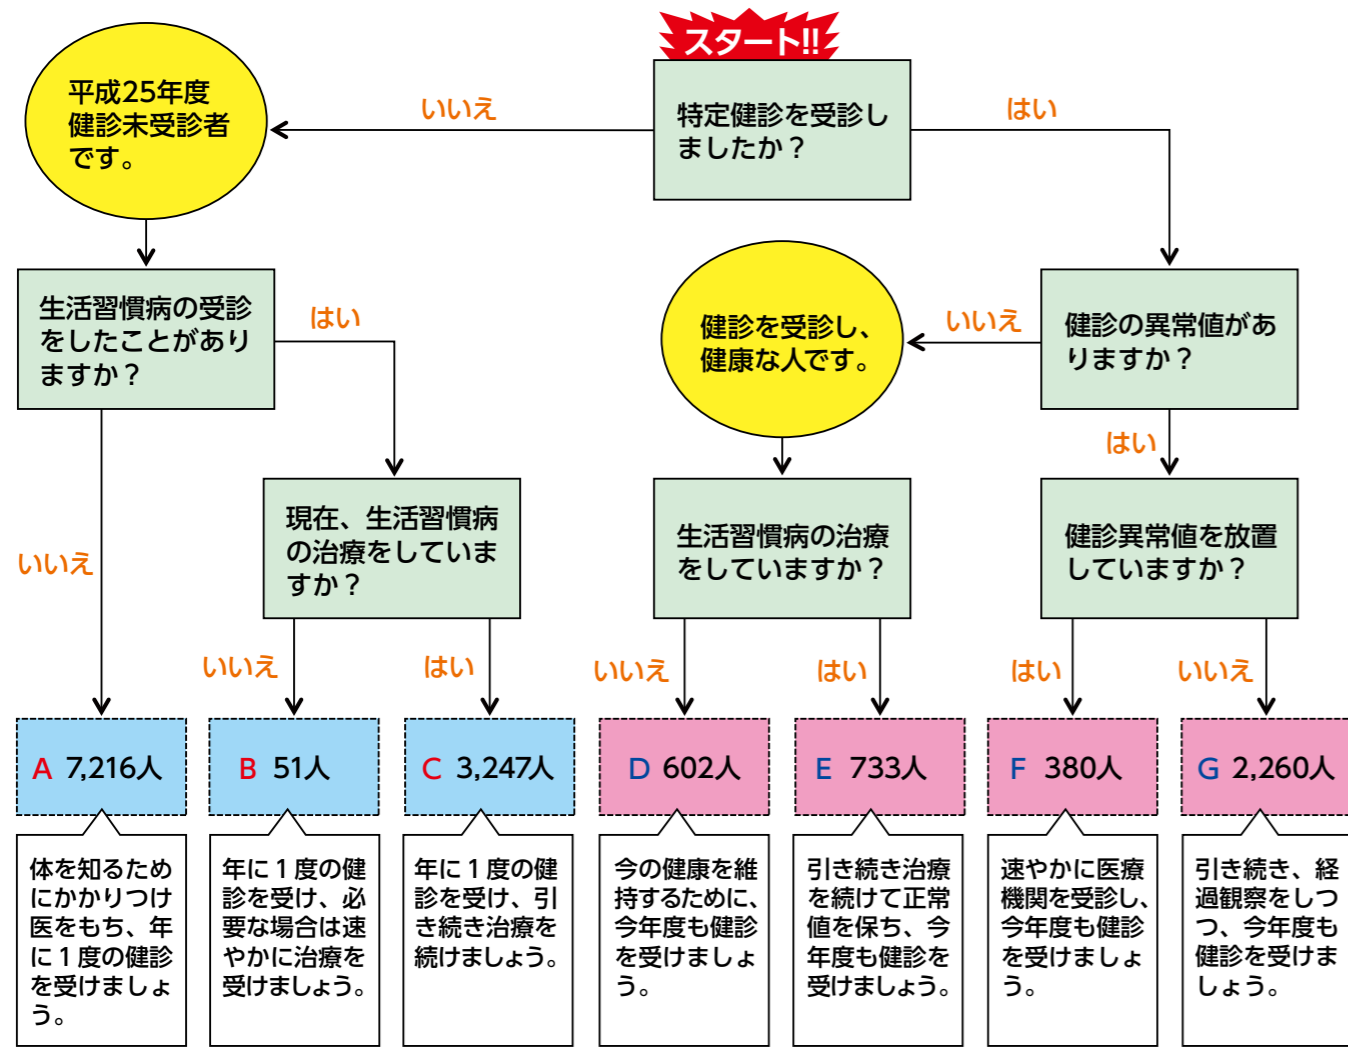 スタート!!
特定健診を受診し
ましたか？
いいえ
はい
平成25年度
健診未受診者
です。
生活習慣病の受診
をしたことがあり
ますか？
はい
いいえ
現在、生活習慣病
の治療をしていま
すか？
いいえ
はい
健診の異常値があ
りますか？
いいえ
はい
健診を受診し、
健康な人です。
生活習慣病の治療
をしていますか？
いいえ
はい
健診異常値を放置
していますか？
はい
いいえ
A 7,216人
体を知るため
にかかりつけ
医をもち、年
に１度の健診
を受けましょ
う。
B 51人
年に１度の健
診を受け、必
要な場合は速
やかに治療を
受けましょう。
C 3,247人
年に１度の健
診を受け、引
き続き治療を
続けましょう。
D 602人
今の健康を維
持するために、
今年度も健診
を受けましょ
う。
E 733人
引き続き治療
を続けて正常
値を保ち、今
年度も健診を
受けましょう。
F 380人
速やかに医療
機関を受診し、
今年度も健診
を受けましょ
う。
G 2,260人
引き続き、経
過観察をしつ
つ、今年度も
健診を受けま
しょう。